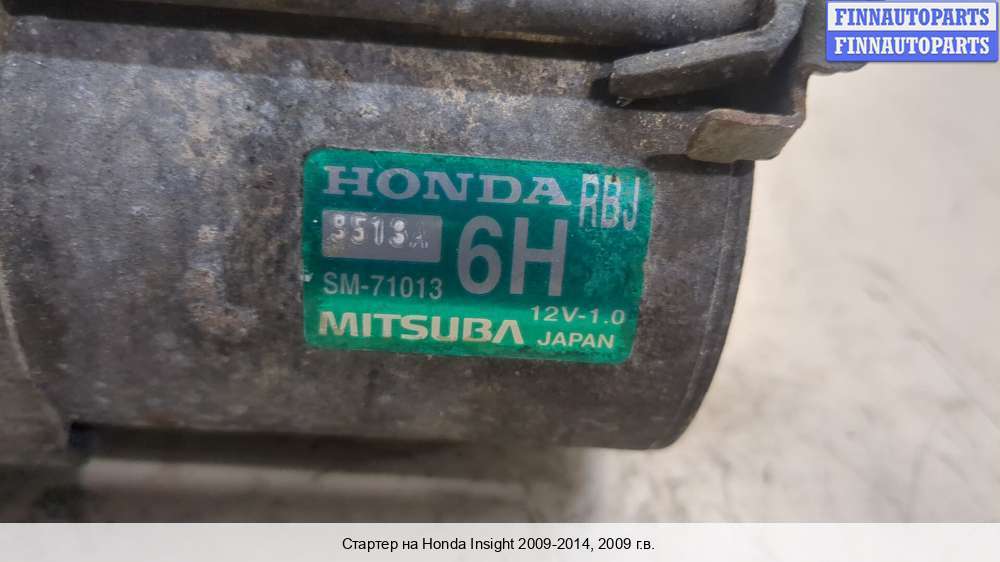 FINNAUTOPARTS
FINNAUTOPARTS
HONDA RBJ
6H
SM-71013
12V-1.0
MITSUBA JAPAN
Стартер на Honda Insight 2009-2014, 2009 г.в.